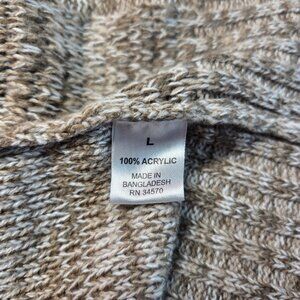 L
100% ACRYLIC
MADE IN
BANGLADESH
RN 34570